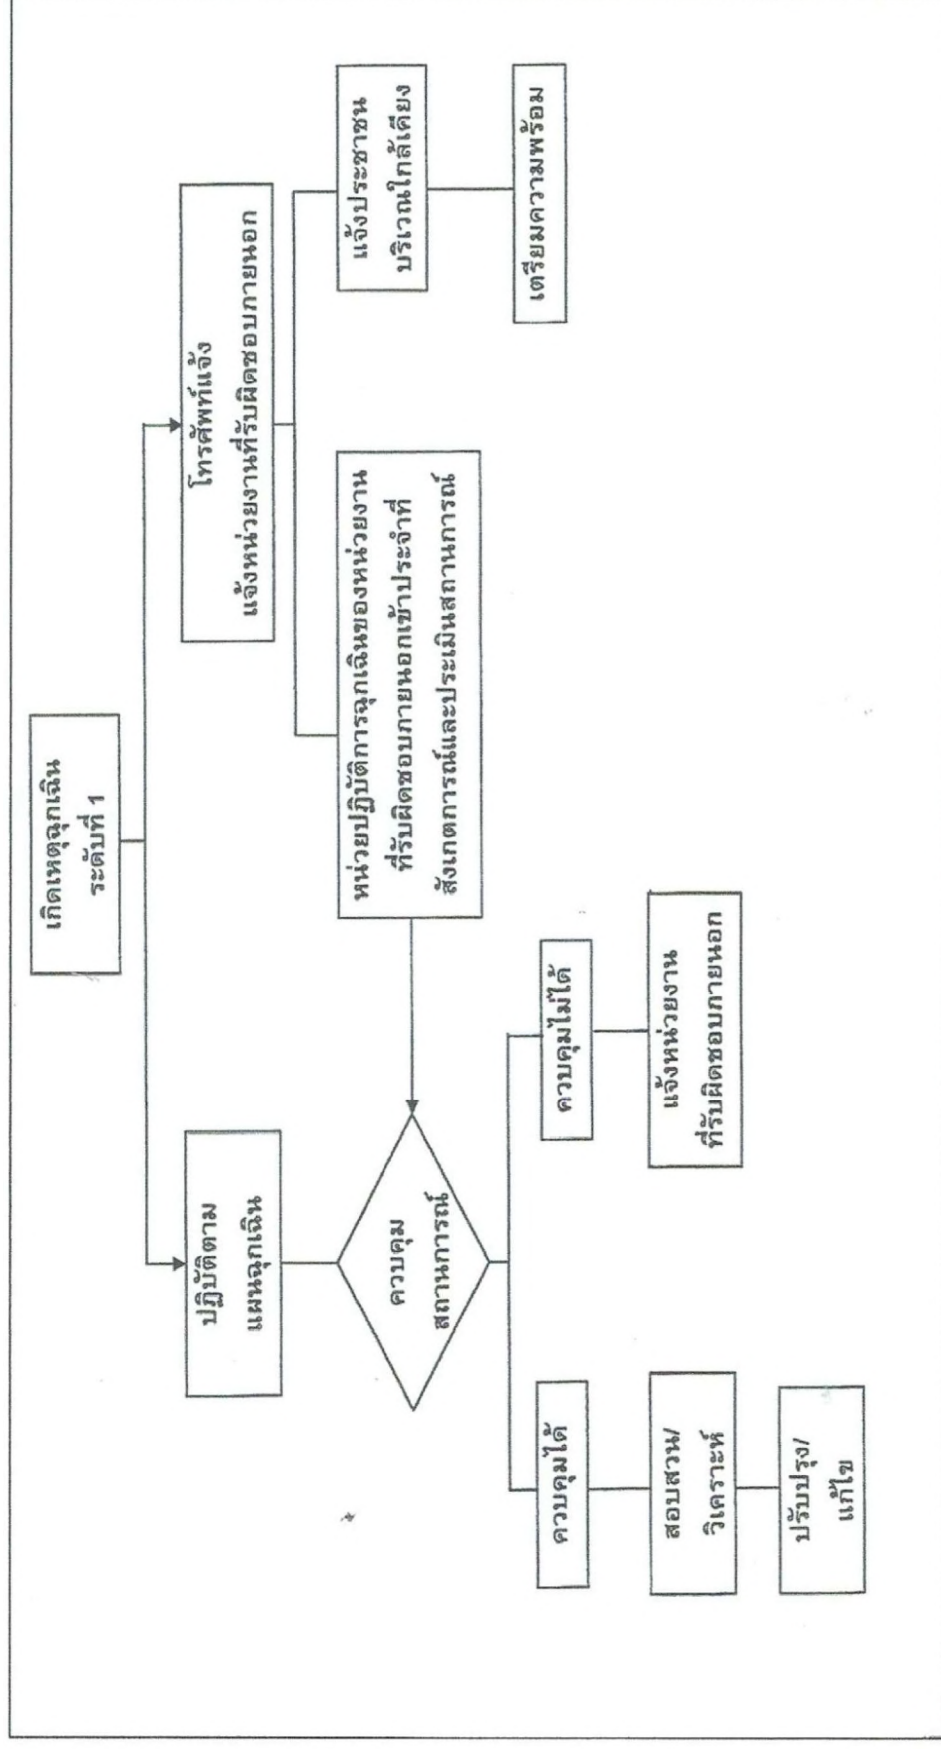 เกิดเหตุฉุกเฉิน
ระดับที่ 1
ปฏิบัติตาม
แผนฉุกเฉิน
โทรศัพท์แจ้ง
แจ้งหน่วยงานที่รับผิดชอบภายนอก
ควบคุม
สถานการณ์
หน่วยปฏิบัติการฉุกเฉินของหน่วยงาน
ที่รับผิดชอบภายนอกเข้าประจำที่
สังเกตการณ์และประเมินสถานการณ์
แจ้งประชาชน
บริเวณใกล้เคียง
เตรียมความพร้อม
ควบคุมได้
ควบคุมไม่ได้
สอบสวน/
วิเคราะห์
แจ้งหน่วยงาน
ที่รับผิดชอบภายนอก
ปรับปรุง/
แก้ไข